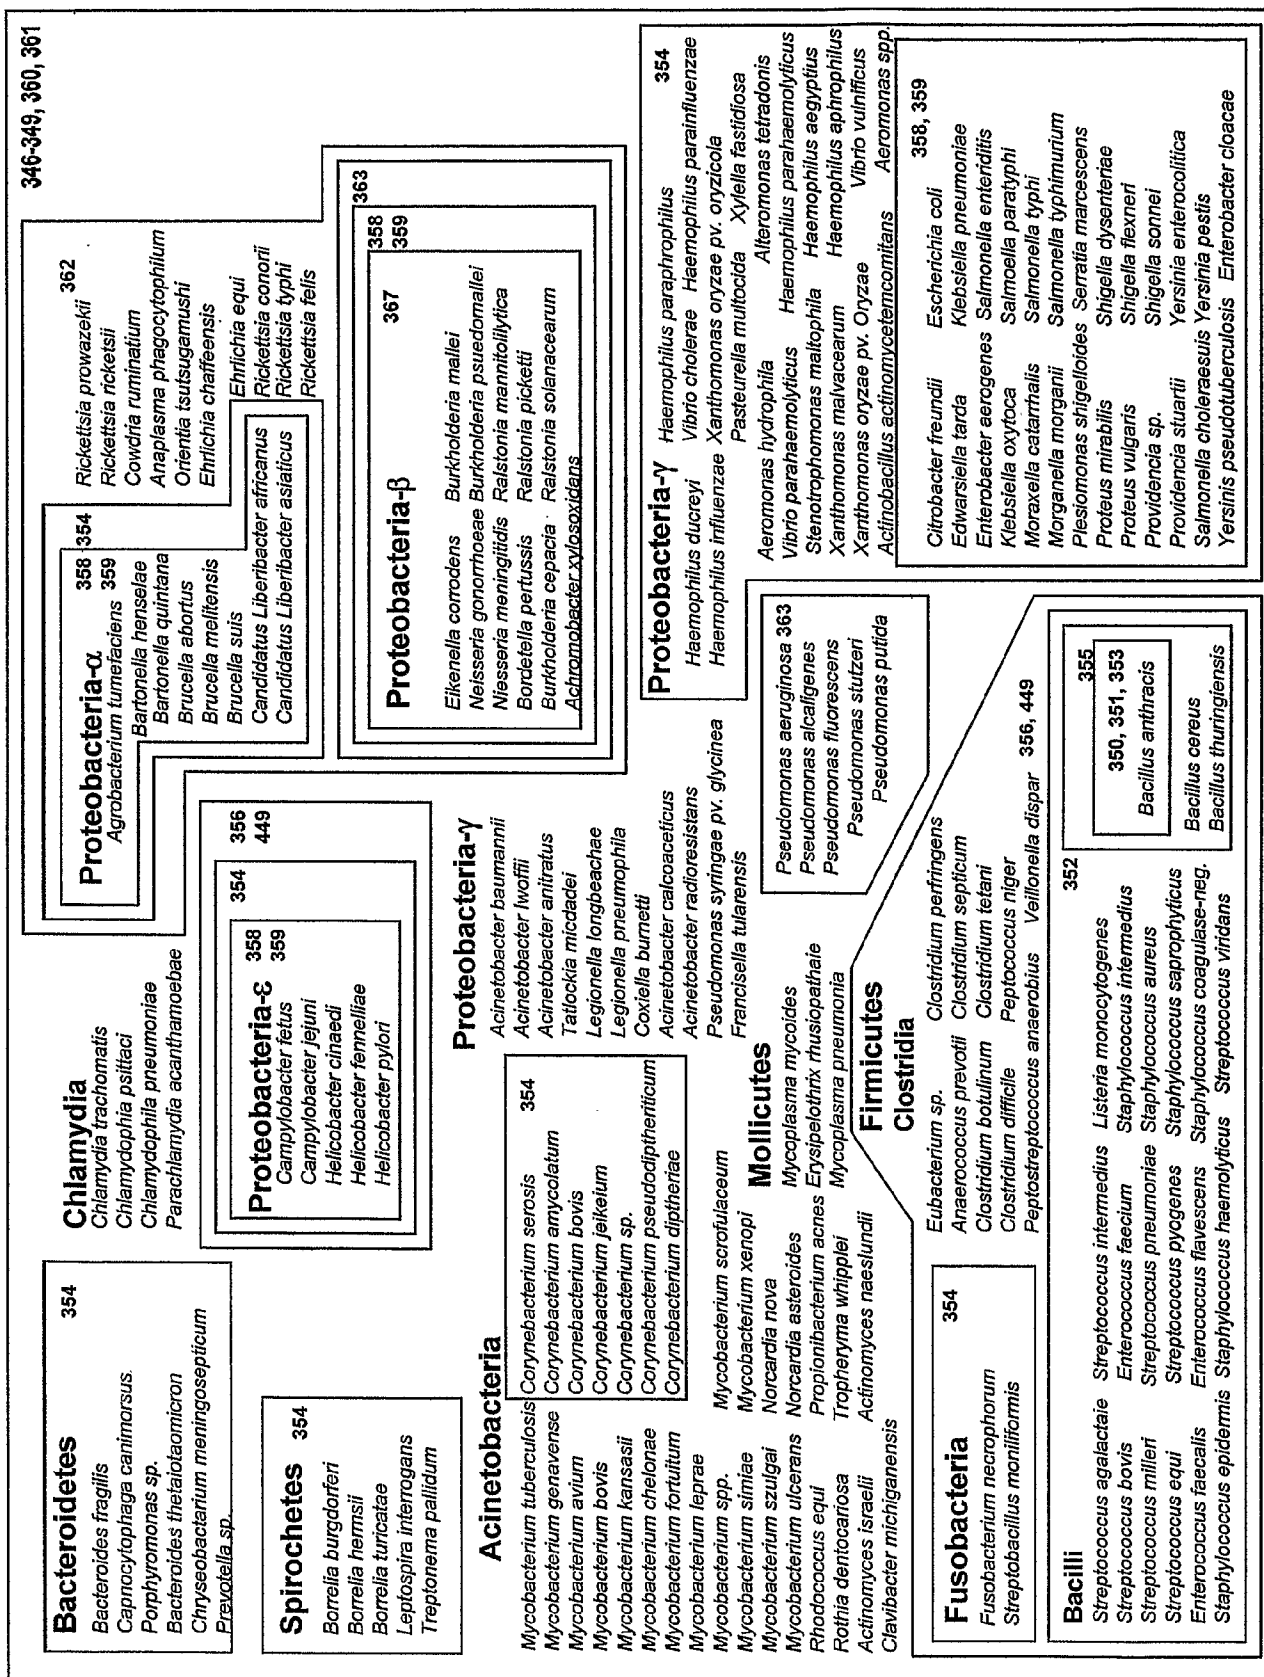 346-349, 360, 361
Bacteroidetes
354
Bacteroides fragilis
Capnocytophaga canimorsus.
Porphyromonas sp.
Bacteroides thetaiotaomicron
Chryseobactarium meningosepticum
Prevotella sp.
Chlamydia
Chlamydia trachomatis
Chlamydophia psittaci
Chlamydophila pneumoniae
Parachlamydia acanthamoebae
Proteobacteria-α
358 354
359
Agrobacterium tumefaciens
Bartonella henselae
Bartonella quintana
Brucella abortus
Brucella melitensis
Brucella suis
Candidatus Liberibacter africanus
Candidatus Liberibacter asiaticus
362
Rickettsia prowazekii
Rickettsia ricketsii
Cowdria ruminatium
Anaplasma phagocytophilum
Orientia tsutsugamushi
Ehrlichia chaffeensis
Ehrlichia equi
Rickettsia conorii
Rickettsia typhi
Rickettsia felis
Spirochetes
354
Borrelia burgdorferi
Borrelia hermsii
Borrelia turicatae
Leptospira interrogans
Treptonema pallidum
356
449
354
358
359
Proteobacteria-ε
Campylobacter fetus
Campylobacter jejuni
Helicobacter cinaedi
Helicobacter fennelliae
Helicobacter pylori
363
358
359
367
Proteobacteria-β
Eikenella corrodens Burkholderia mallei
Neisseria gonorrhoeae Burkholderia psuedomallei
Niesseria meningitidis Ralstonia mannitolilytica
Bordetella pertussis Ralstonia picketti
Burkholderia cepacia Ralstonia solanacearum
Achromobacter xylosoxidans
Acinetobacteria
Mycobacterium tuberculosis
Mycobacterium genavense
Mycobacterium avium
Mycobacterium bovis
Mycobacterium kansasii
Mycobacterium chelonae
Mycobacterium fortuitum
Mycobacterium leprae
Mycobacterium spp.
Mycobacterium simiae
Mycobacterium szulgai
Mycobacterium ulcerans
Rhodococcus equi
Rothia dentocariosa
Actinomyces israelii
Clavibacter michiganensis
354
Corynebacterium serosis
Corynebacterium amycolatum
Corynebacterium bovis
Corynebacterium jeikeium
Corynebacterium sp.
Corynebacterium pseudodiptheriticum
Corynebacterium diptheriae
Mycobacterium scrofulaceum
Mycobacterium xenopi
Norcardia nova
Norcardia asteroides
Propionibacterium acnes
Tropheryma whipplei
Actinomyces naeslundii
Proteobacteria-γ
Acinetobacter baumannii
Acinetobacter lwoffii
Acinetobacter anitratus
Tatlockia micdadei
Legionella longbeachae
Legionella pneumophila
Coxiella burnetti
Acinetobacter calcoaceticus
Acinetobacter radioresistans
Pseudomonas syringae pv. glycinea
Francisella tularensis
Mollicutes
Mycoplasma mycoides
Erysipelothrix rhusiopathaie
Mycoplasma pneumonia
Pseudomonas aeruginosa 363
Pseudomonas alcaligenes
Pseudomonas fluorescens
Pseudomonas stutzeri
Pseudomonas putida
Proteobacteria-γ
354
Haemophilus paraphrophilus
Haemophilus ducreyi Vibrio cholerae Haemophilus parainfluenzae
Haemophilus influenzae Xanthomonas oryzae pv. oryzicola
Pasteurella multocida Xylella fastidiosa
Aeromonas hydrophila Alteromonas tetradonis
Vibrio parahaemolyticus Haemophilus parahaemolyticus
Stenotrophomonas maltophila Haemophilus aegyptius
Xanthomonas malvacearum Haemophilus aphrophilus
Xanthomonas oryzae pv. Oryzae Vibrio vulnificus
Actinobacillus actinomycetemcomitans Aeromonas spp.
358, 359
Citrobacter freundii Escherichia coli
Edwarsiella tarda Klebsiella pneumoniae
Enterobacter aerogenes Salmonella enteriditis
Klebsiella oxytoca Salmoella paratyphi
Moraxella catarrhalis Salmonella typhi
Morganella morganii Salmonella typhimurium
Plesiomonas shigelloides Serratia marcescens
Proteus mirabilis Shigella dysenteriae
Proteus vulgaris Shigella flexneri
Providencia sp. Shigella sonnei
Providencia stuartii Yersinia enterocolitica
Salmonella choleraesuis Yersinia pestis
Yersinis pseudotuberculosis Enterobacter cloacae
Firmicutes
Clostridia
Eubacterium sp. Clostridium perfringens
Anaerococcus prevotii Clostridium septicum
Clostridium botulinum Clostridium tetani
Clostridium difficile Peptococcus niger
Peptostreptococcus anaerobius Veillonella dispar
356, 449
Fusobacteria
354
Fusobacterium necrophorum
Streptobacillus moniliformis
Bacilli
352
Streptococcus agalactaie Streptococcus intermedius Listeria monocytogenes
Streptococcus bovis Enterococcus faecium Staphylococcus intermedius
Streptococcus milleri Streptococcus pneumoniae Staphylococcus aureus
Streptococcus equi Streptococcus pyogenes Staphylococcus saprophyticus
Enterococcus faecalis Enterococcus flavescens Staphylococcus coagulase-neg.
Staphylococcus epidermis Staphylococcus haemolyticus Streptococcus viridans
355
350, 351, 353
Bacillus anthracis
Bacillus cereus
Bacillus thuringiensis